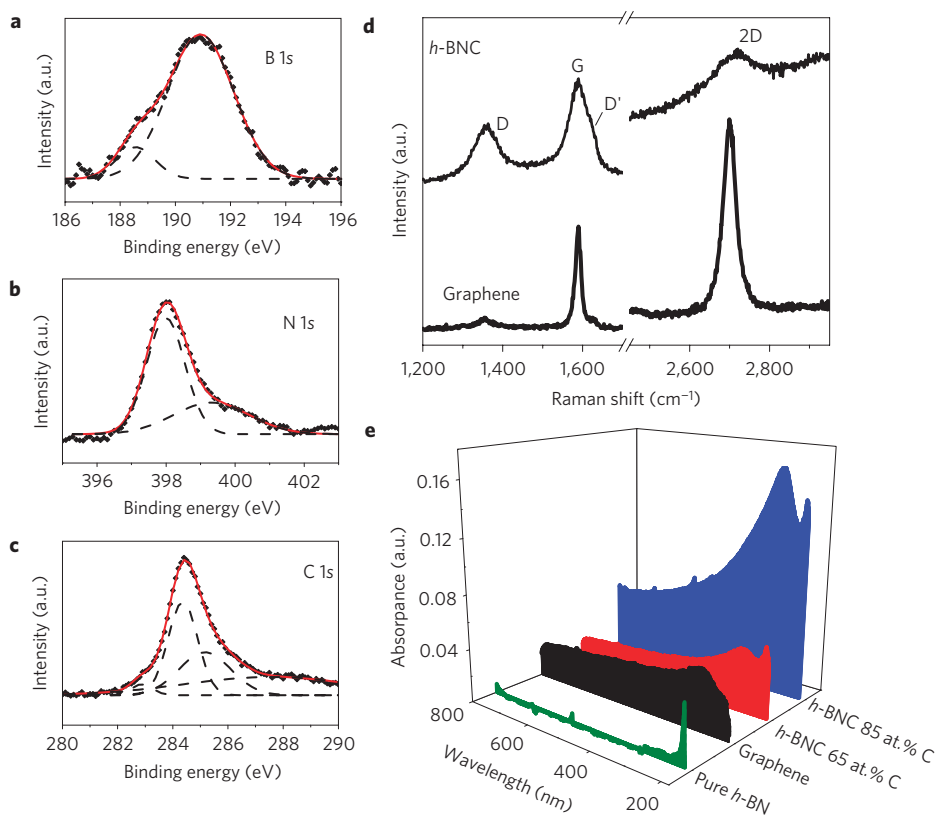 a
B 1s
Intensity (a.u.)
186 188 190 192 194 196
Binding energy (eV)
b
N 1s
Intensity (a.u.)
396 398 400 402
Binding energy (eV)
c
C 1s
Intensity (a.u.)
280 282 284 286 288 290
Binding energy (eV)
d
h-BNC
2D
G
D'
D
Intensity (a.u.)
Graphene
1,200 1,400 1,600 2,600 2,800
Raman shift (cm⁻¹)
e
0.16
0.12
0.08
0.04
Absorpance (a.u.)
800
600
400
200
Wavelength (nm)
h-BNC 85 at.% C
h-BNC 65 at.% C
Graphene
Pure h-BN